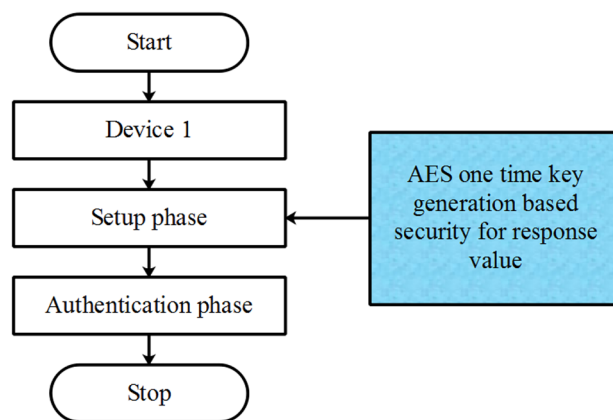 Start
Device 1
Setup phase
AES one time key
generation based
security for response
value
Authentication phase
Stop